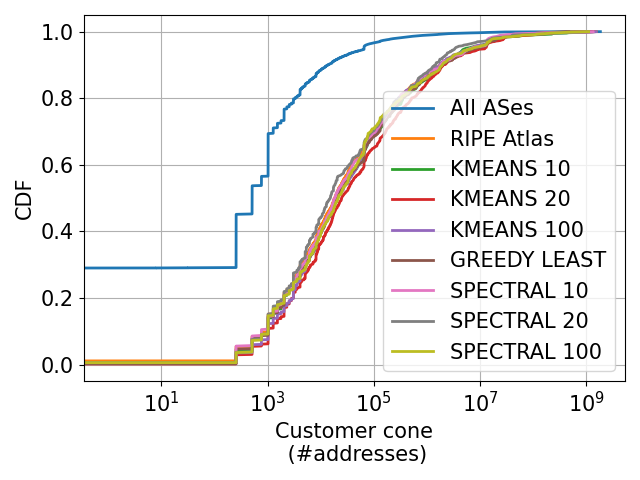 1.0
0.8
0.6
0.4
0.2
0.0
CDF
10^1
10^3
10^5
10^7
10^9
Customer cone
(#addresses)
All ASes
RIPE Atlas
KMEANS 10
KMEANS 20
KMEANS 100
GREEDY LEAST
SPECTRAL 10
SPECTRAL 20
SPECTRAL 100